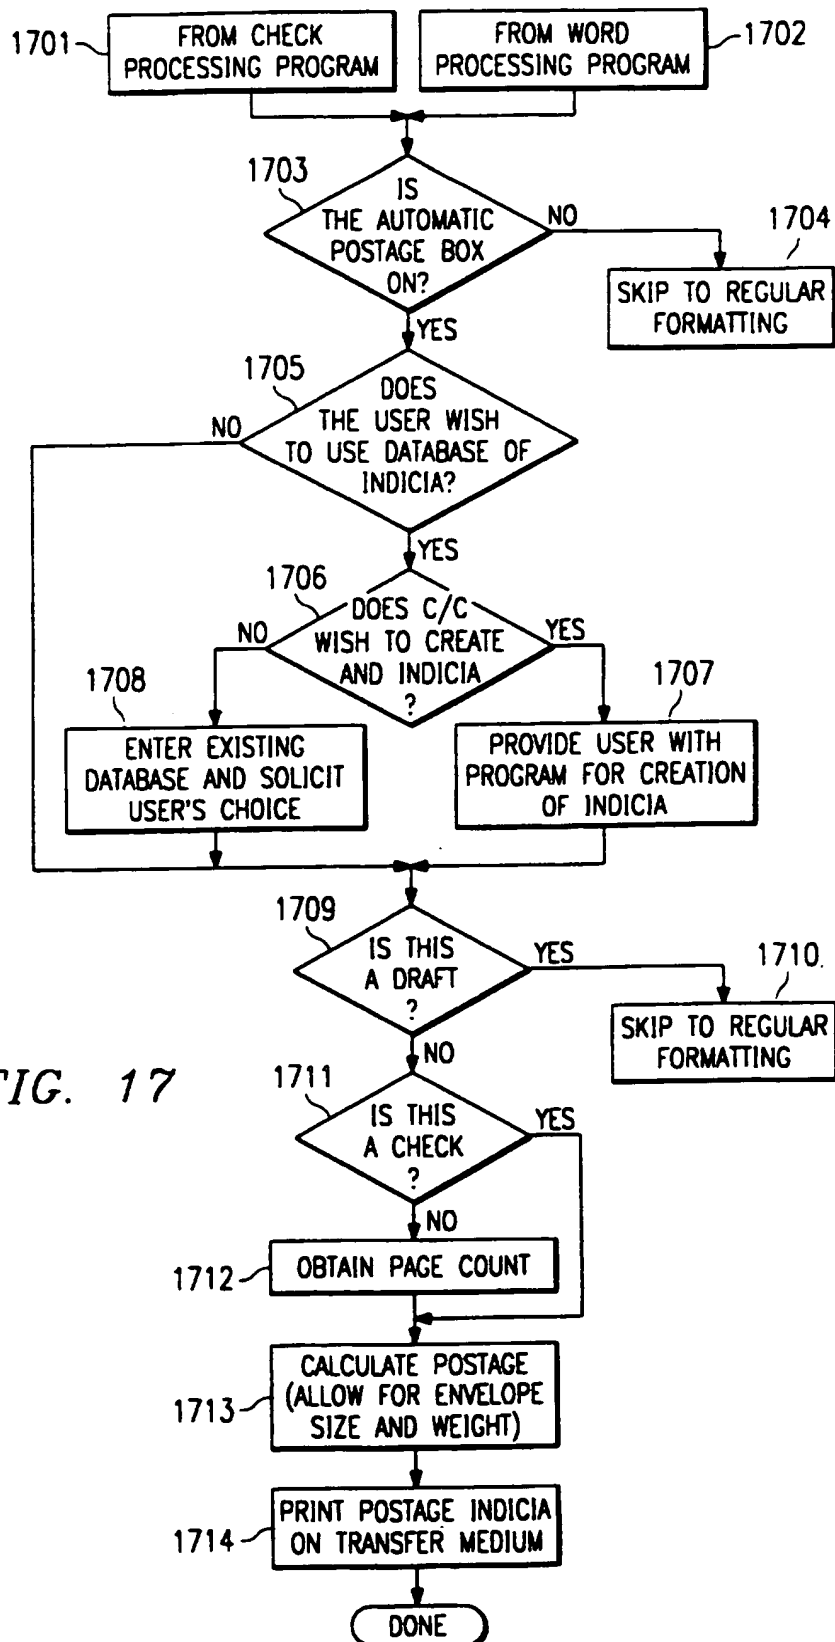 1701
FROM CHECK
PROCESSING PROGRAM
FROM WORD
PROCESSING PROGRAM
1702
1703
IS
THE AUTOMATIC
POSTAGE BOX
ON?
NO
1704
SKIP TO REGULAR
FORMATTING
YES
1705
DOES
THE USER WISH
TO USE DATABASE OF
INDICIA?
NO
YES
1706
DOES C/C
WISH TO CREATE
AND INDICIA
?
NO
YES
1708
ENTER EXISTING
DATABASE AND SOLICIT
USER'S CHOICE
1707
PROVIDE USER WITH
PROGRAM FOR CREATION
OF INDICIA
1709
IS THIS
A DRAFT
?
YES
1710.
SKIP TO REGULAR
FORMATTING
NO
FIG. 17
1711
IS THIS
A CHECK
?
YES
NO
1712
OBTAIN PAGE COUNT
1713
CALCULATE POSTAGE
(ALLOW FOR ENVELOPE
SIZE AND WEIGHT)
1714
PRINT POSTAGE INDICIA
ON TRANSFER MEDIUM
DONE